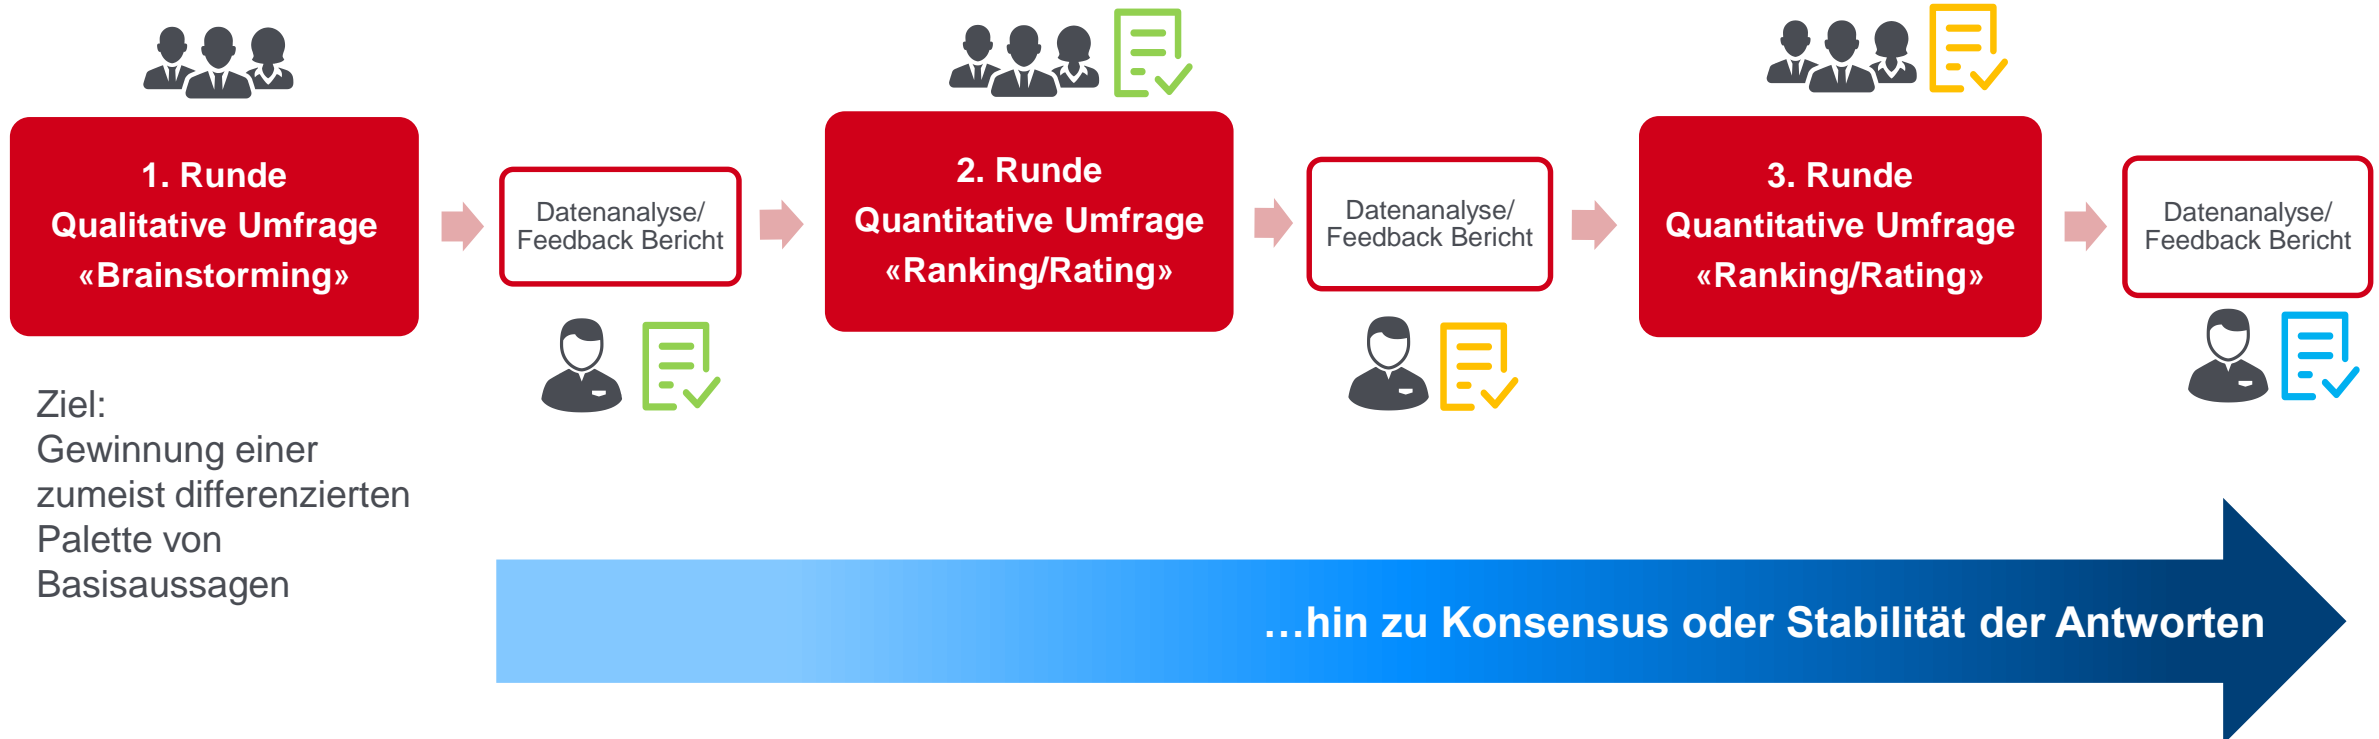 1. Runde
Qualitative Umfrage
«Brainstorming»
Datenanalyse/
Feedback Bericht
2. Runde
Quantitative Umfrage
«Ranking/Rating»
Datenanalyse/
Feedback Bericht
3. Runde
Quantitative Umfrage
«Ranking/Rating»
Datenanalyse/
Feedback Bericht
Ziel:
Gewinnung einer
zumeist differenzierten
Palette von
Basisaussagen
…hin zu Konsensus oder Stabilität der Antworten